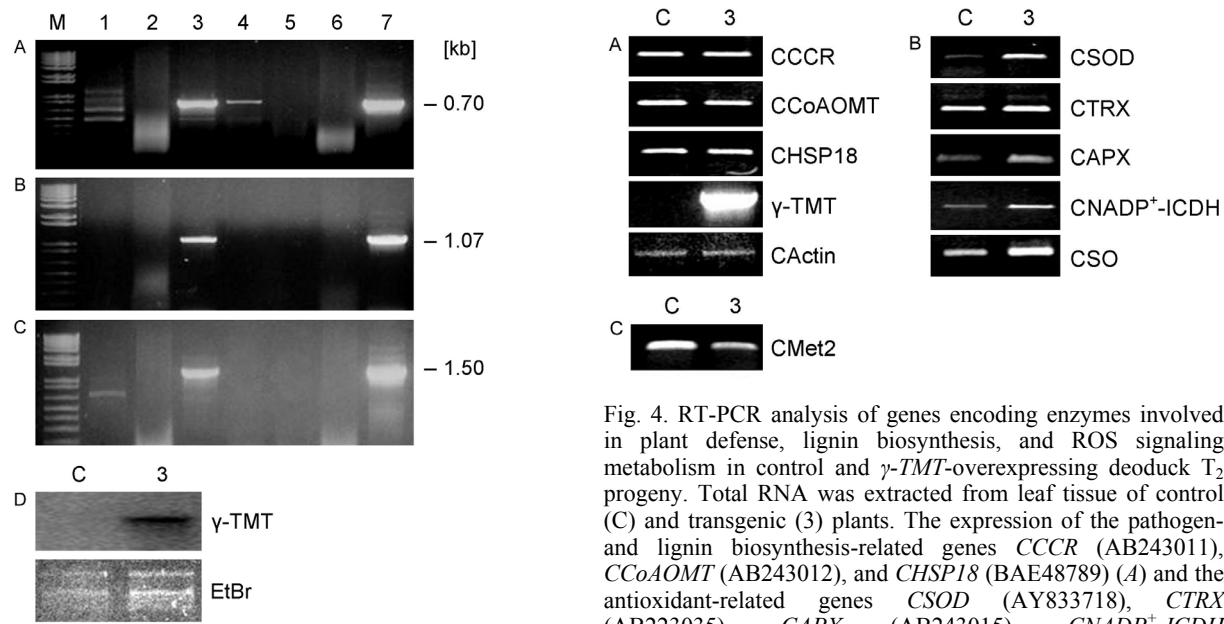 M 1 2 3 4 5 6 7
A [kb]
– 0.70
B
– 1.07
C
– 1.50
C 3
D γ-TMT
EtBr
C 3
A CCCR
CCoAOMT
CHSP18
γ-TMT
CActin
C 3
B CSOD
CTRX
CAPX
CNADP⁺-ICDH
CSO
C 3
C CMet2
Fig. 4. RT-PCR analysis of genes encoding enzymes involved
in plant defense, lignin biosynthesis, and ROS signaling
metabolism in control and γ-TMT-overexpressing deoduck T₂
progeny. Total RNA was extracted from leaf tissue of control
(C) and transgenic (3) plants. The expression of the pathogen-
and lignin biosynthesis-related genes CCCR (AB243011),
CCoAOMT (AB243012), and CHSP18 (BAE48789) (A) and the
antioxidant-related genes CSOD (AY833718), CTRX
(AB223035), CAPX (AB243015), CNADP⁺-ICDH